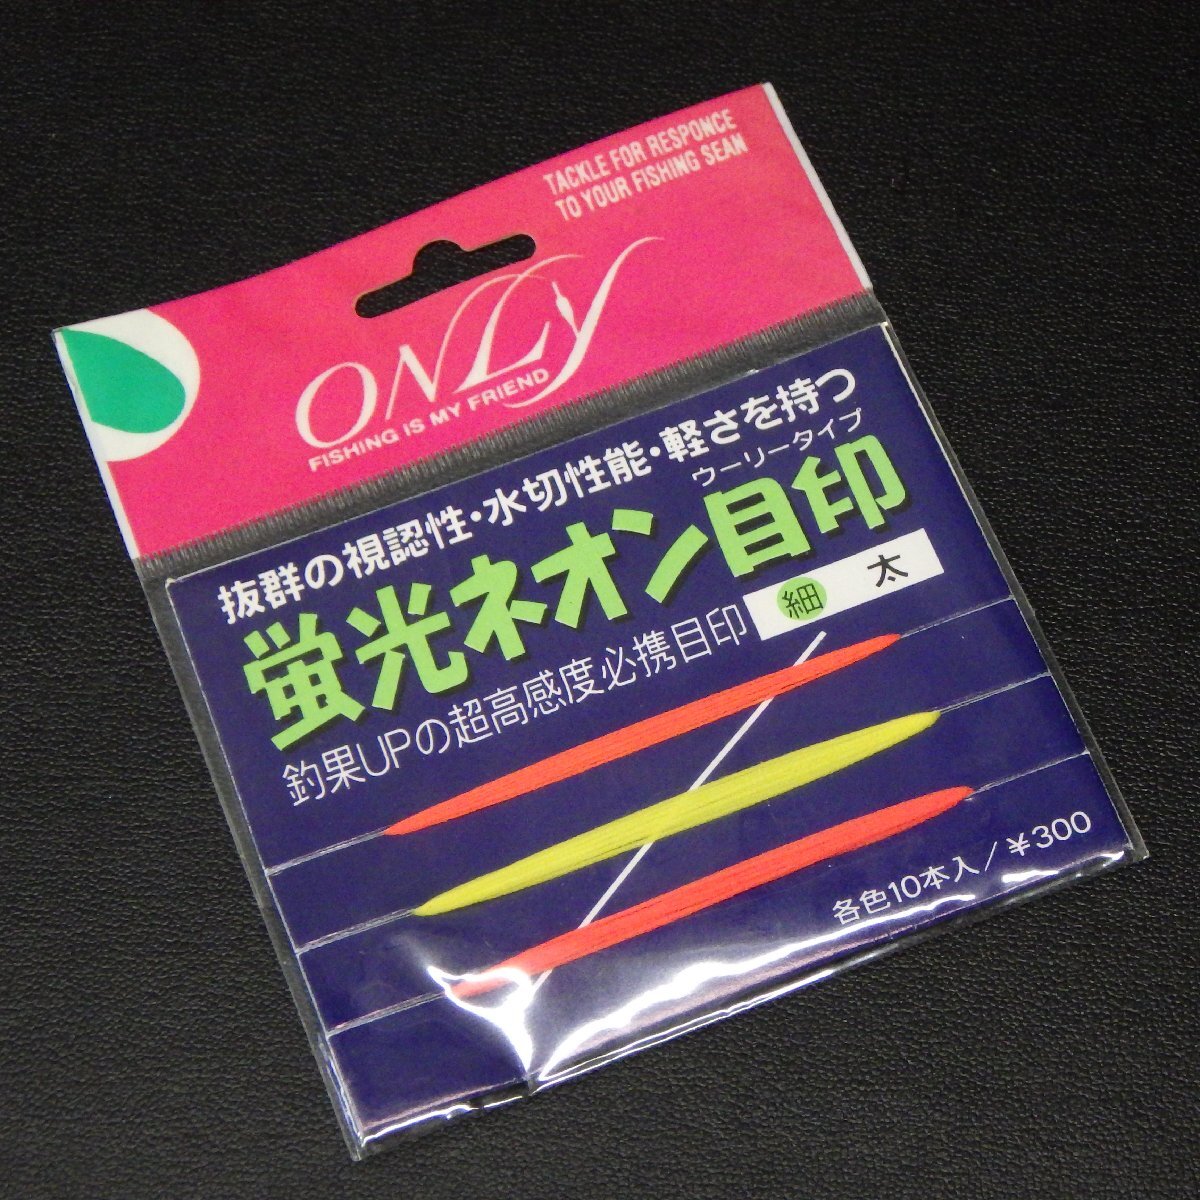 TACKLE FOR RESPONCE
TO YOUR FISHING SEAN
ONLY
FISHING IS MY FRIEND
抜群の視認性・水切性能・軽さを持つ
ウーリータイプ
蛍光ネオン目印
釣果UPの超高感度必携目印
細 太
各色10本入/¥300